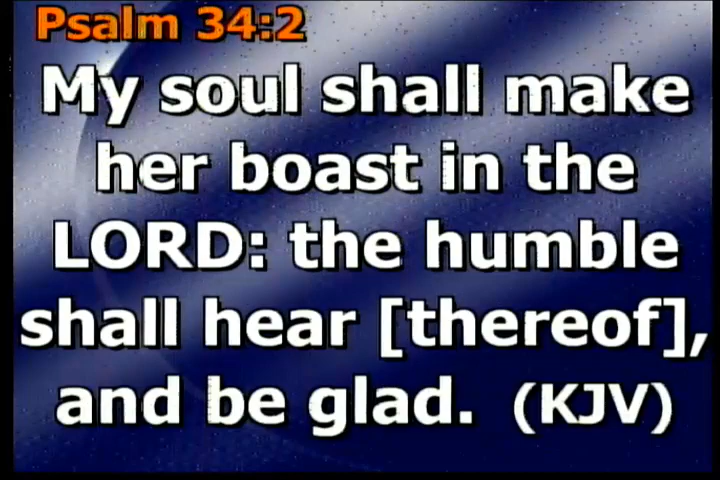 Psalm 34:2
My soul shall make
her boast in the
LORD: the humble
shall hear [thereof],
and be glad. (KJV)